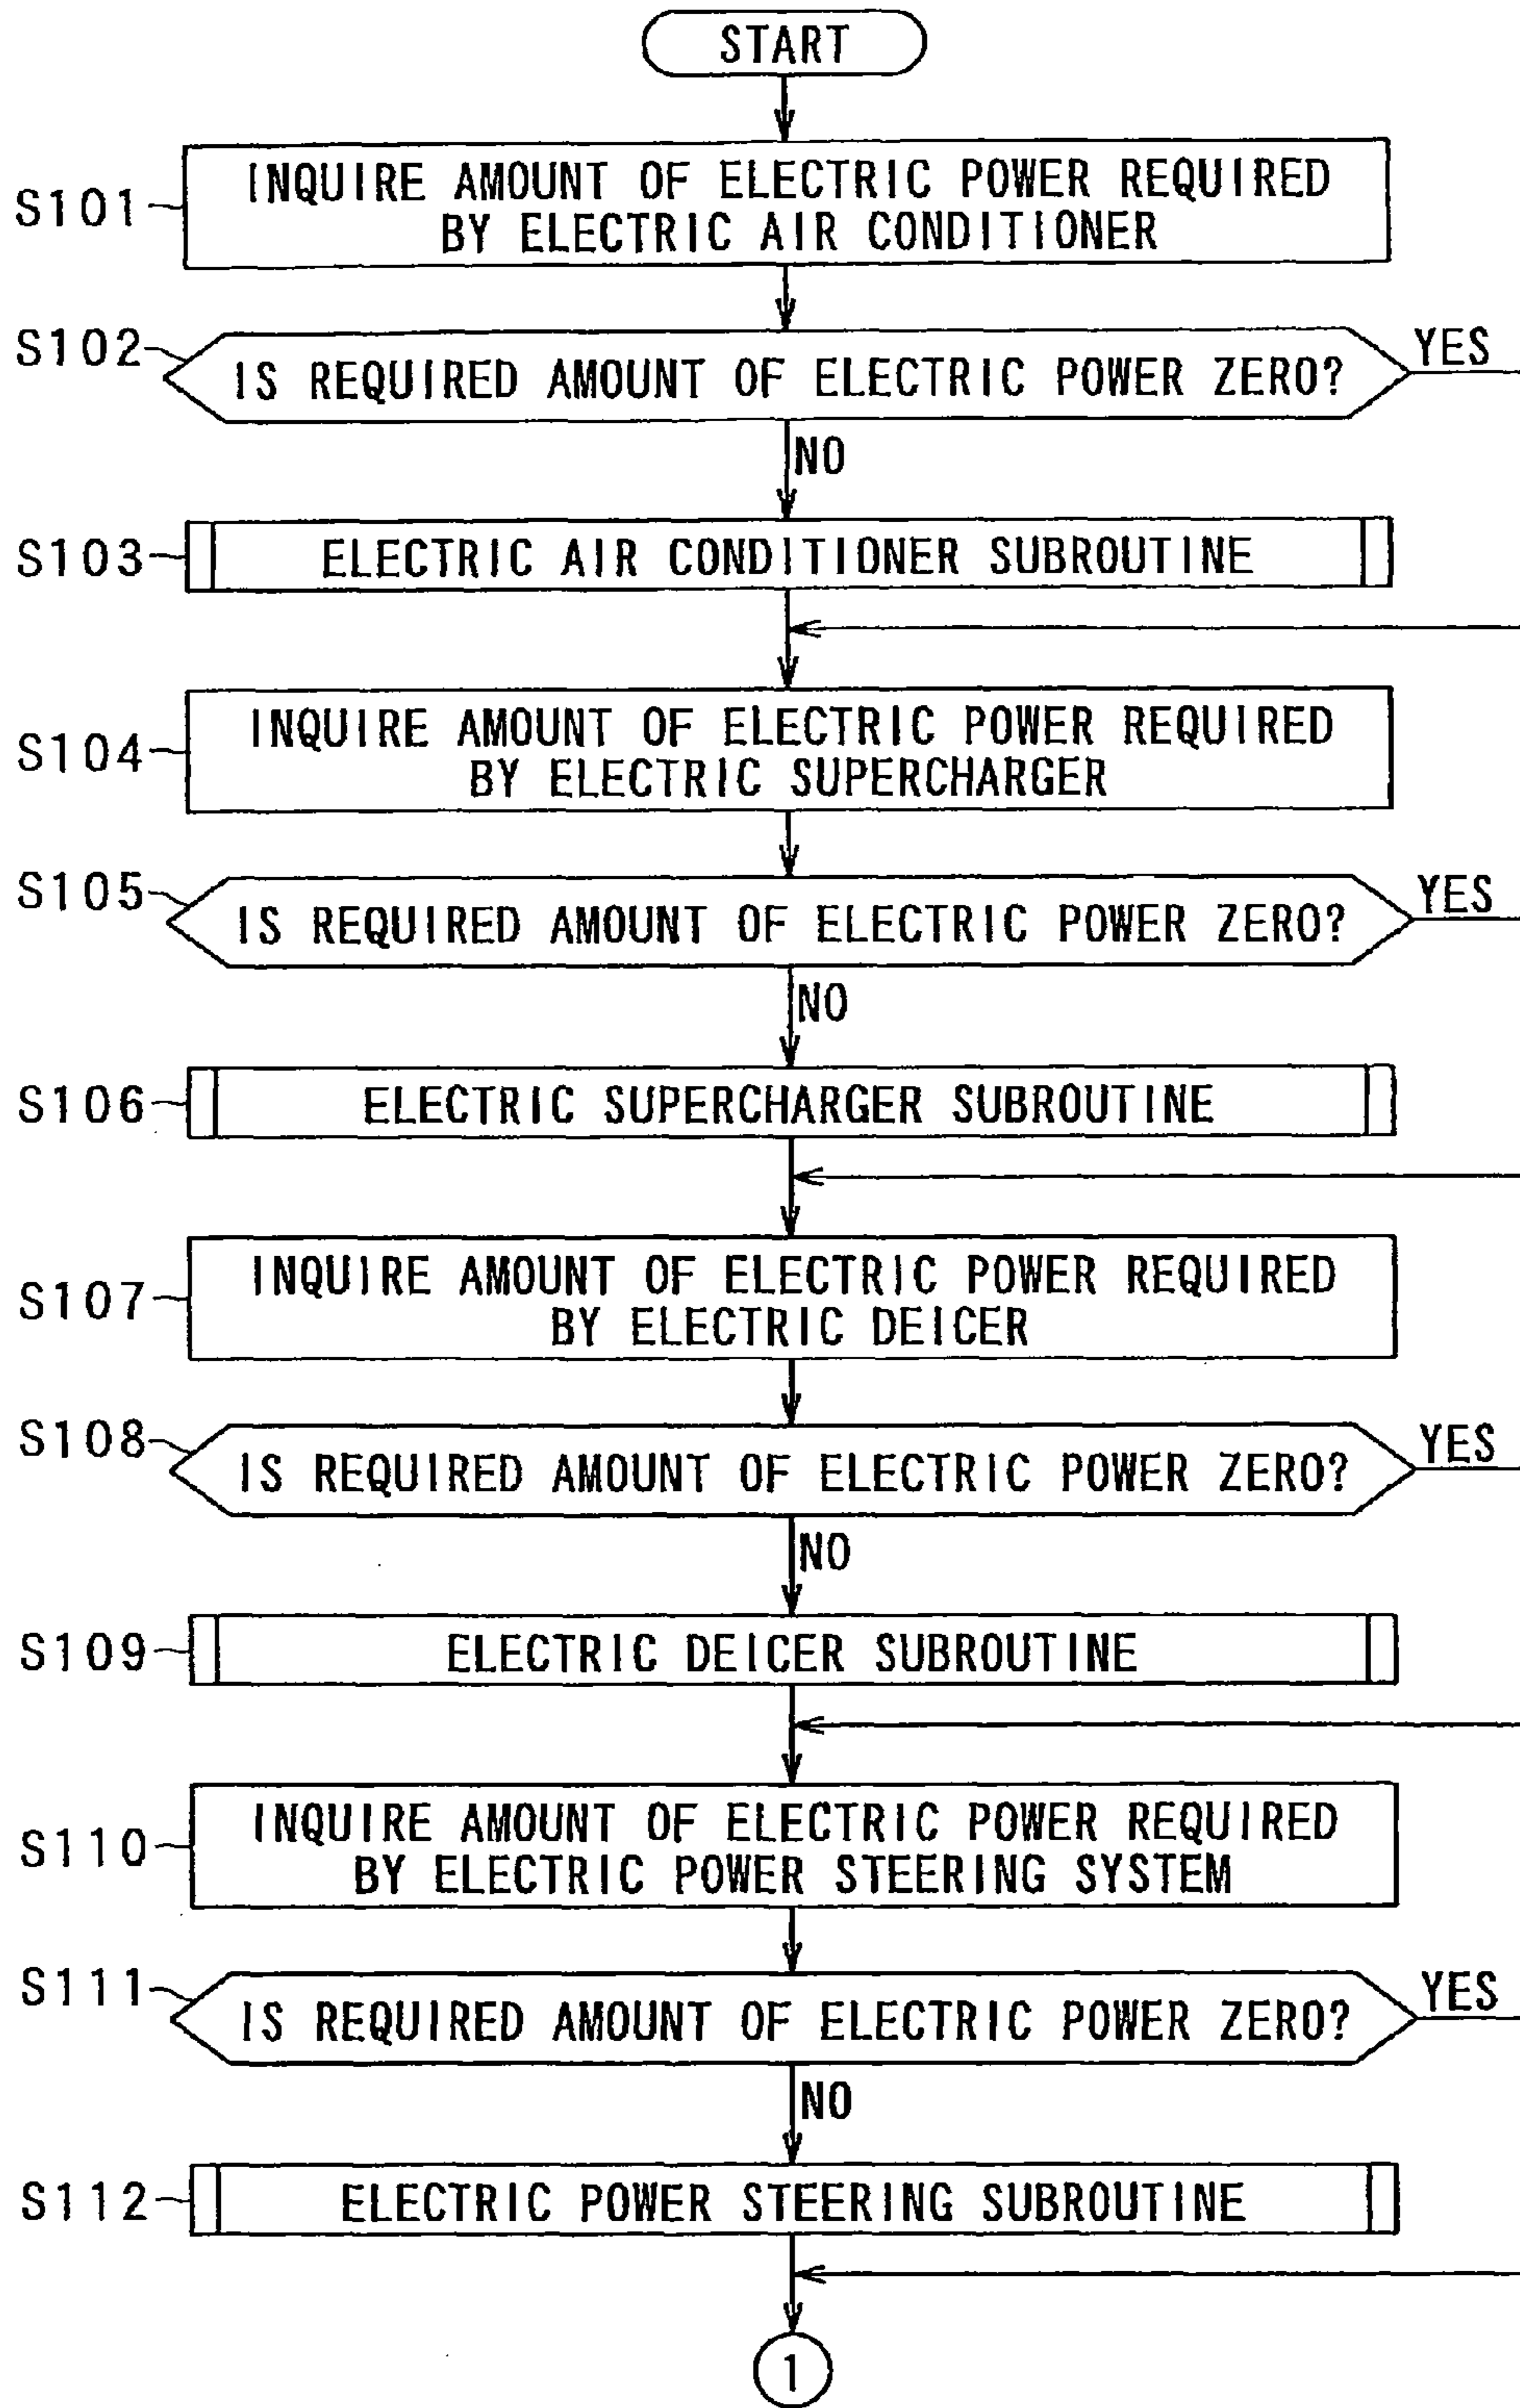 START
S101
INQUIRE AMOUNT OF ELECTRIC POWER REQUIRED
BY ELECTRIC AIR CONDITIONER
S102
IS REQUIRED AMOUNT OF ELECTRIC POWER ZERO?
YES
NO
S103
ELECTRIC AIR CONDITIONER SUBROUTINE
S104
INQUIRE AMOUNT OF ELECTRIC POWER REQUIRED
BY ELECTRIC SUPERCHARGER
S105
IS REQUIRED AMOUNT OF ELECTRIC POWER ZERO?
YES
NO
S106
ELECTRIC SUPERCHARGER SUBROUTINE
S107
INQUIRE AMOUNT OF ELECTRIC POWER REQUIRED
BY ELECTRIC DEICER
S108
IS REQUIRED AMOUNT OF ELECTRIC POWER ZERO?
YES
NO
S109
ELECTRIC DEICER SUBROUTINE
S110
INQUIRE AMOUNT OF ELECTRIC POWER REQUIRED
BY ELECTRIC POWER STEERING SYSTEM
S111
IS REQUIRED AMOUNT OF ELECTRIC POWER ZERO?
YES
NO
S112
ELECTRIC POWER STEERING SUBROUTINE
1